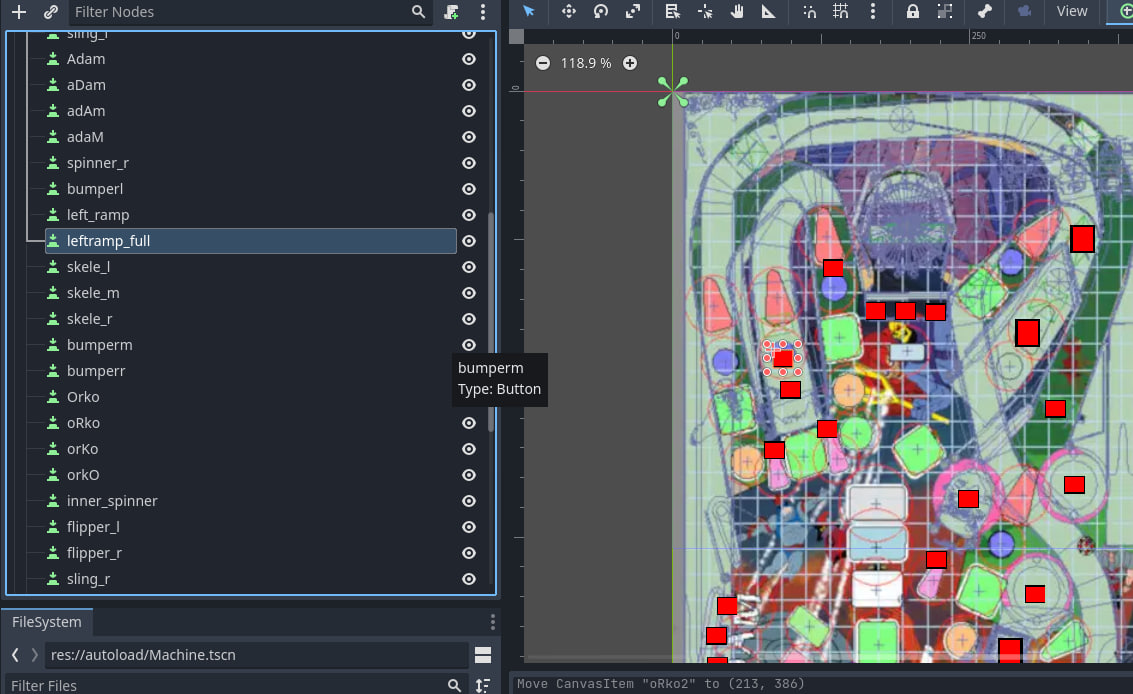 Filter Nodes
sling_r
Adam
aDam
adAm
adaM
spinner_r
bumperl
left_ramp
leftramp_full
skele_l
skele_m
skele_r
bumperm
bumperr
Orko
oRko
orKo
orkO
inner_spinner
flipper_l
flipper_r
sling_r
bumperm
Type: Button
FileSystem
res://autoload/Machine.tscn
Filter Files
View
0
250
0
118.9 %
Move CanvasItem "oRko2" to (213, 386)